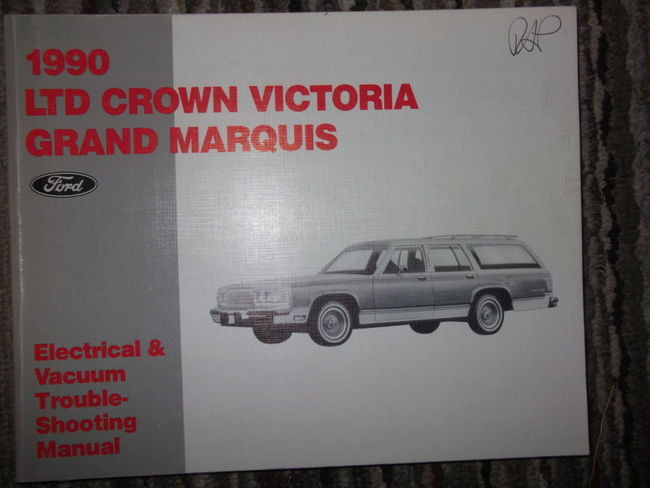 1990
LTD CROWN VICTORIA
GRAND MARQUIS
Ford
Electrical &
Vacuum
Trouble-
Shooting
Manual